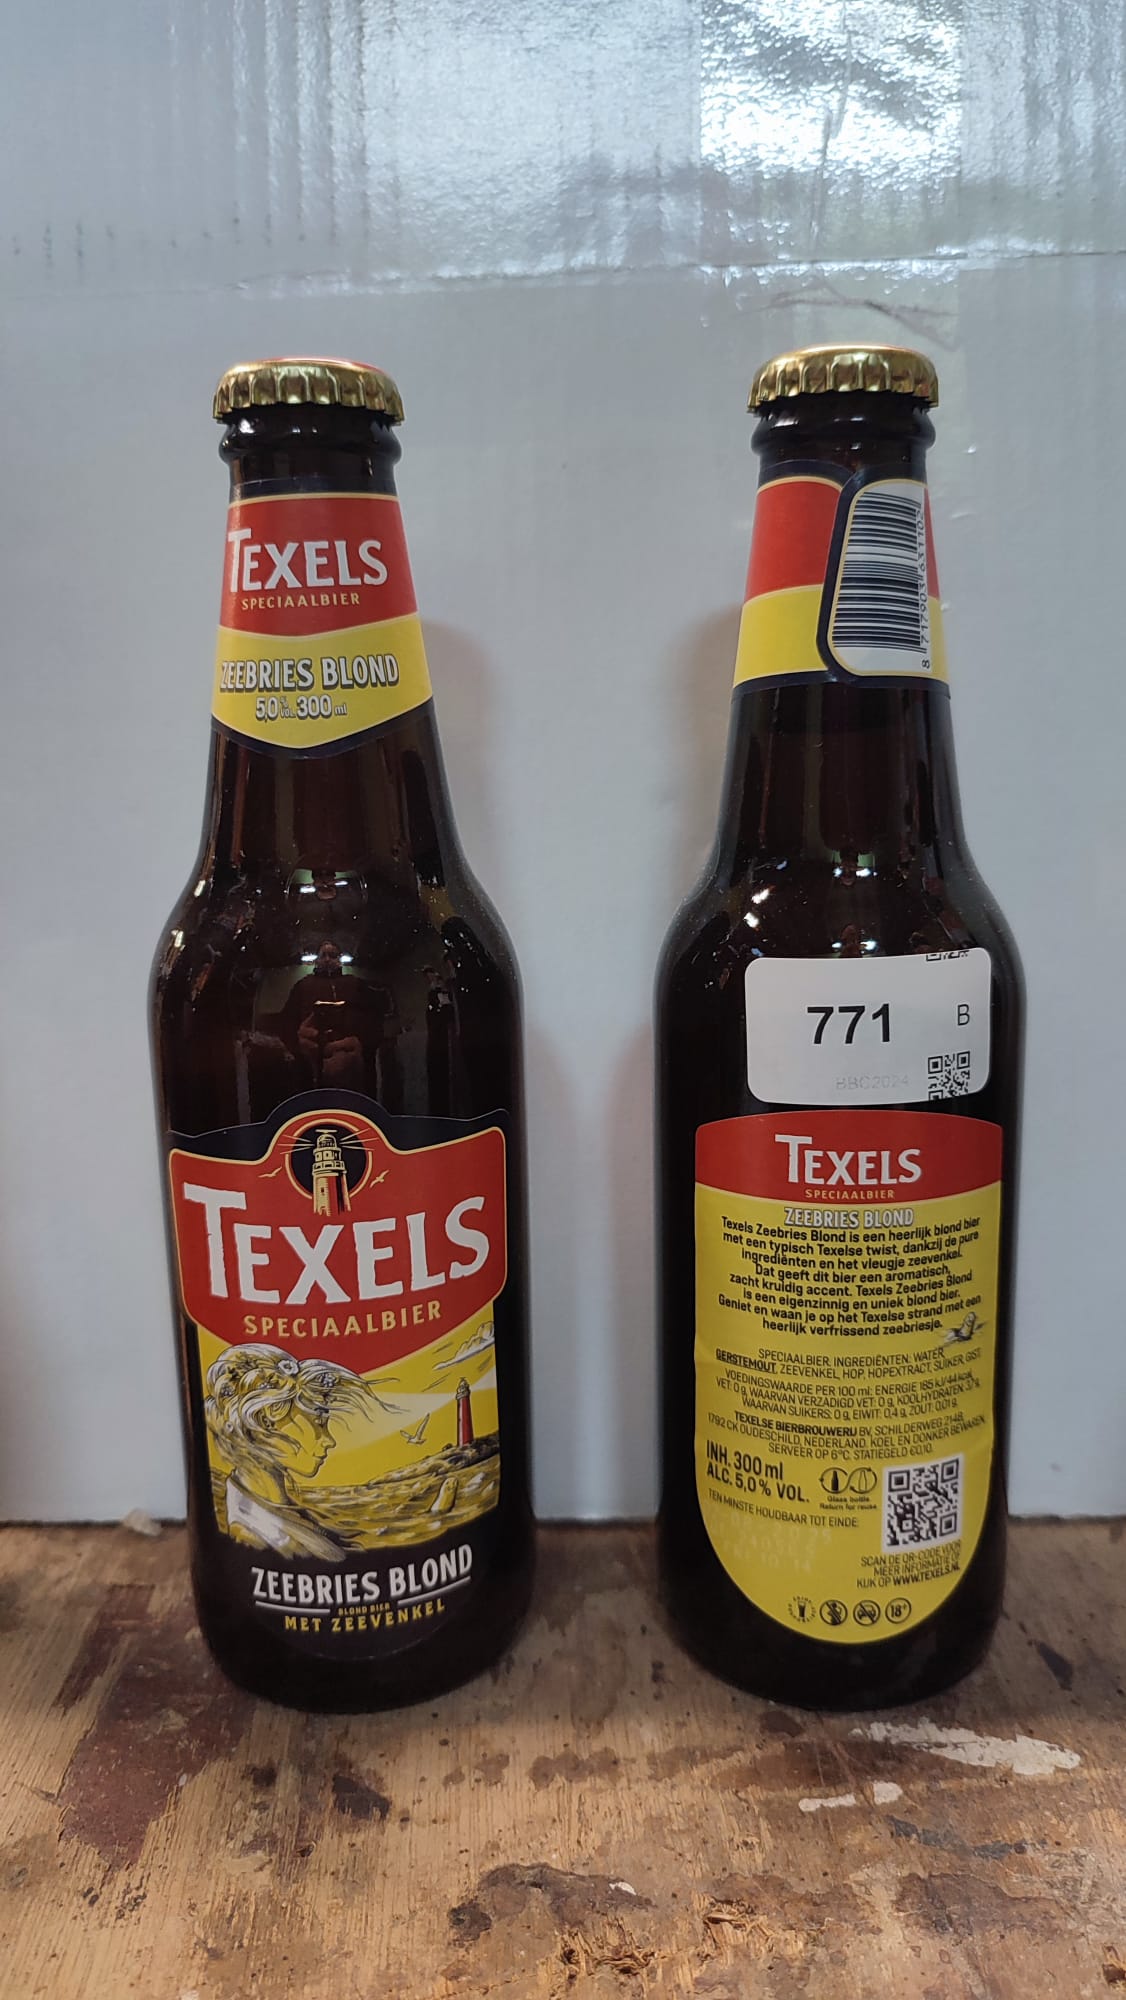 TEXELS
SPECIAALBIER
ZEEBRIES BLOND
5,0 % VOL. 300 ml
TEXELS
SPECIAALBIER
ZEEBRIES BLOND
BLOND BIER
MET ZEEVENKEL
8 717903 631102
771
B
BBC2024
TEXELS
SPECIAALBIER
ZEEBRIES BLOND
Texels Zeebries Blond is een heerlijk blond bier
met een typisch Texelse twist, dankzij de pure
ingrediënten en het vleugje zeevenkel.
Dat geeft dit bier een aromatisch,
zacht kruidig accent. Texels Zeebries Blond
is een eigenzinnig en uniek blond bier.
Geniet en waan je op het Texelse strand met een
heerlijk verfrissend zeebriesje.
SPECIAALBIER. INGREDIËNTEN: WATER,
GERSTEMOUT, ZEEVENKEL, HOP, HOPEXTRACT, SUIKER, GIST.
VOEDINGSWAARDE PER 100 ml: ENERGIE 185 kJ/44 kcal,
VET: 0 g, WAARVAN VERZADIGD VET: 0 g, KOOLHYDRATEN: 3,7 g,
WAARVAN SUIKERS: 0 g, EIWIT: 0,4 g, ZOUT: 0,01 g.
TEXELSE BIERBROUWERIJ BV, SCHILDERWEG 214B,
1792 CK OUDESCHILD, NEDERLAND. KOEL EN DONKER BEWAREN.
SERVEER OP 6°C. STATIEGELD €0,10.
INH. 300 ml
ALC. 5,0% VOL.
Glass bottle
Return for reuse
TEN MINSTE HOUDBAAR TOT EINDE:
SCAN DE QR-CODE VOOR
MEER INFORMATIE OF
KIJK OP WWW.TEXELS.NL
18+